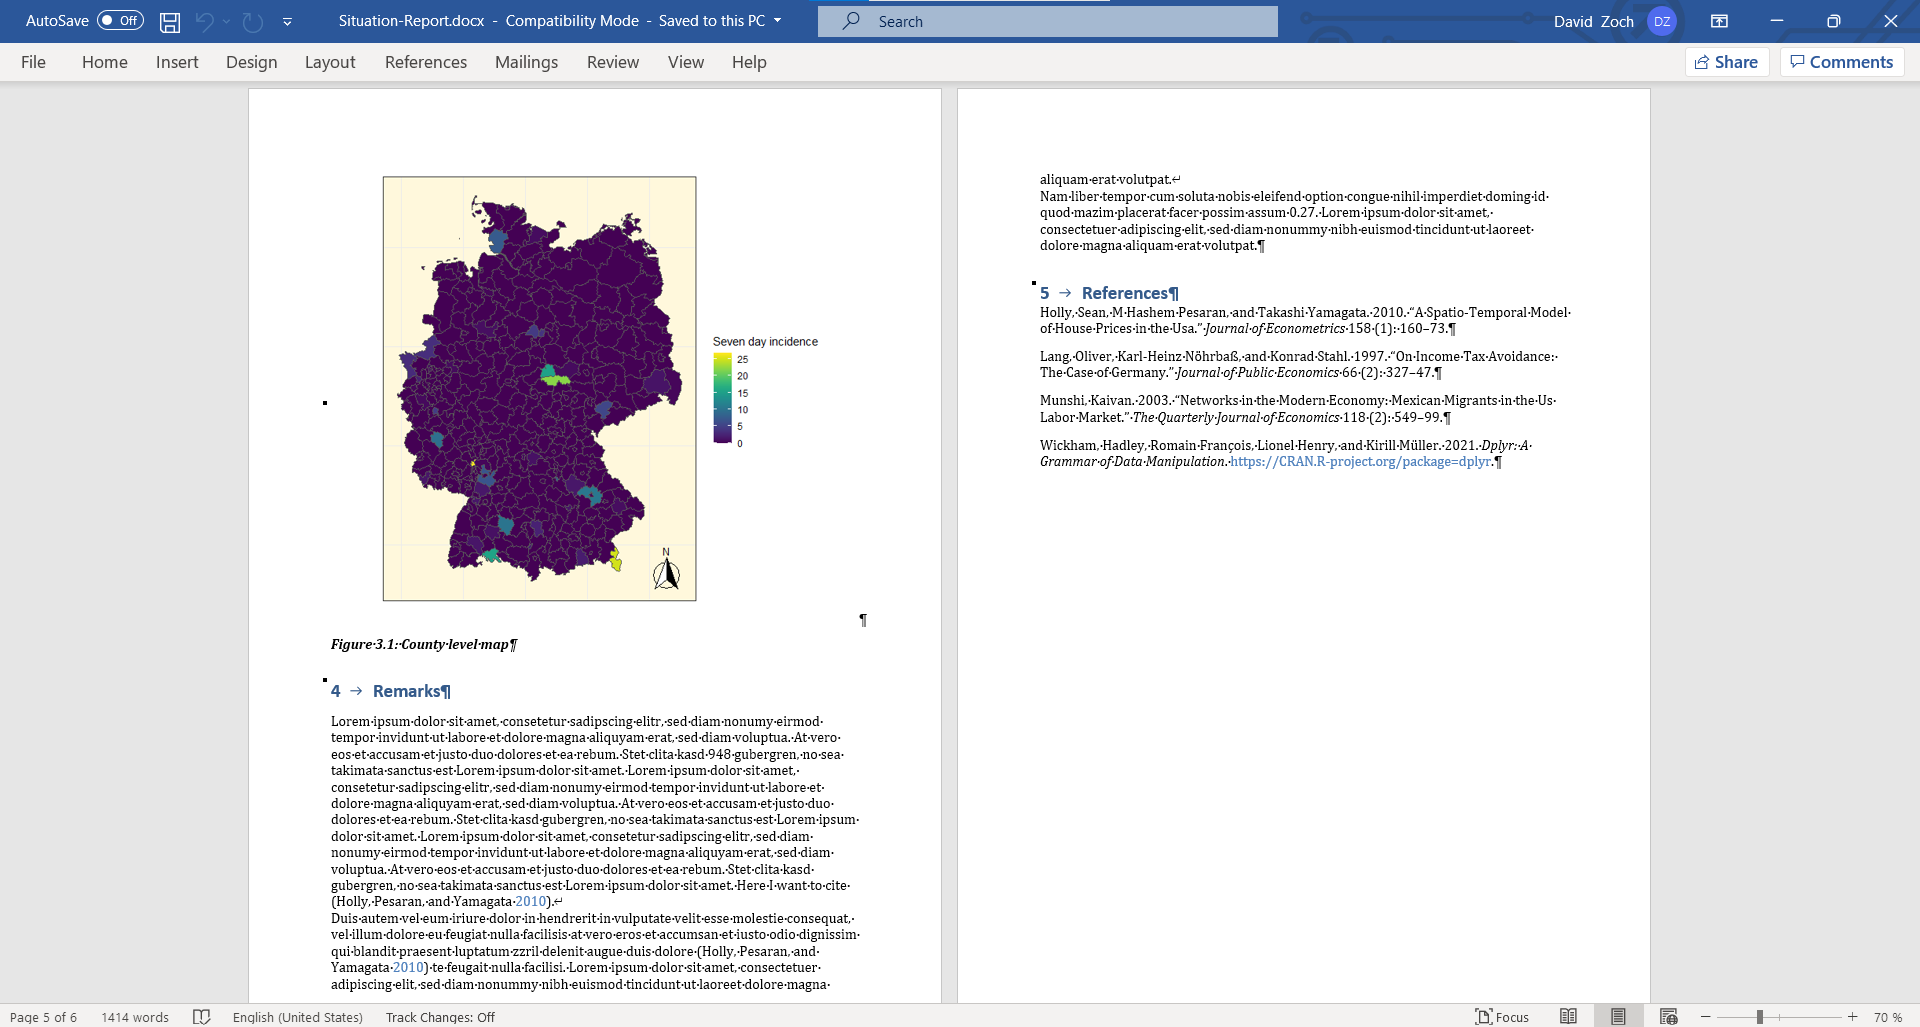 AutoSave Off Situation-Report.docx - Compatibility Mode - Saved to this PC Search David Zoch DZ
File Home Insert Design Layout References Mailings Review View Help Share Comments
Seven day incidence
25
20
15
10
5
0
N
¶
Figure·3.1:·County·level·map¶
4 → Remarks¶
Lorem·ipsum·dolor·sit·amet,·consetetur·sadipscing·elitr,·sed·diam·nonumy·eirmod·
tempor·invidunt·ut·labore·et·dolore·magna·aliquyam·erat,·sed·diam·voluptua.·At·vero·
eos·et·accusam·et·justo·duo·dolores·et·ea·rebum.·Stet·clita·kasd·948·gubergren,·no·sea·
takimata·sanctus·est·Lorem·ipsum·dolor·sit·amet.·Lorem·ipsum·dolor·sit·amet,·
consetetur·sadipscing·elitr,·sed·diam·nonumy·eirmod·tempor·invidunt·ut·labore·et·
dolore·magna·aliquyam·erat,·sed·diam·voluptua.·At·vero·eos·et·accusam·et·justo·duo·
dolores·et·ea·rebum.·Stet·clita·kasd·gubergren,·no·sea·takimata·sanctus·est·Lorem·ipsum·
dolor·sit·amet.·Lorem·ipsum·dolor·sit·amet,·consetetur·sadipscing·elitr,·sed·diam·
nonumy·eirmod·tempor·invidunt·ut·labore·et·dolore·magna·aliquyam·erat,·sed·diam·
voluptua.·At·vero·eos·et·accusam·et·justo·duo·dolores·et·ea·rebum.·Stet·clita·kasd·
gubergren,·no·sea·takimata·sanctus·est·Lorem·ipsum·dolor·sit·amet.·Here·I·want·to·cite·
(Holly,·Pesaran,·and·Yamagata·2010).↵
Duis·autem·vel·eum·iriure·dolor·in·hendrerit·in·vulputate·velit·esse·molestie·consequat,·
vel·illum·dolore·eu·feugiat·nulla·facilisis·at·vero·eros·et·accumsan·et·iusto·odio·dignissim·
qui·blandit·praesent·luptatum·zzril·delenit·augue·duis·dolore·(Holly,·Pesaran,·and·
Yamagata·2010)·te·feugait·nulla·facilisi.·Lorem·ipsum·dolor·sit·amet,·consectetuer·
adipiscing·elit,·sed·diam·nonummy·nibh·euismod·tincidunt·ut·laoreet·dolore·magna·
aliquam·erat·volutpat.↵
Nam·liber·tempor·cum·soluta·nobis·eleifend·option·congue·nihil·imperdiet·doming·id·
quod·mazim·placerat·facer·possim·assum·0.27.·Lorem·ipsum·dolor·sit·amet,·
consectetuer·adipiscing·elit,·sed·diam·nonummy·nibh·euismod·tincidunt·ut·laoreet·
dolore·magna·aliquam·erat·volutpat.¶
5 → References¶
Holly,·Sean,·M·Hashem·Pesaran,·and·Takashi·Yamagata.·2010.·“A·Spatio-Temporal·Model·
of·House·Prices·in·the·Usa.”·Journal·of·Econometrics·158·(1):·160–73.¶
Lang,·Oliver,·Karl-Heinz·Nöhrbaß,·and·Konrad·Stahl.·1997.·“On·Income·Tax·Avoidance:·
The·Case·of·Germany.”·Journal·of·Public·Economics·66·(2):·327–47.¶
Munshi,·Kaivan.·2003.·“Networks·in·the·Modern·Economy:·Mexican·Migrants·in·the·Us·
Labor·Market.”·The·Quarterly·Journal·of·Economics·118·(2):·549–99.¶
Wickham,·Hadley,·Romain·François,·Lionel·Henry,·and·Kirill·Müller.·2021.·Dplyr:·A·
Grammar·of·Data·Manipulation.·https://CRAN.R-project.org/package=dplyr.¶
Page 5 of 6 1414 words English (United States) Track Changes: Off Focus 70 %